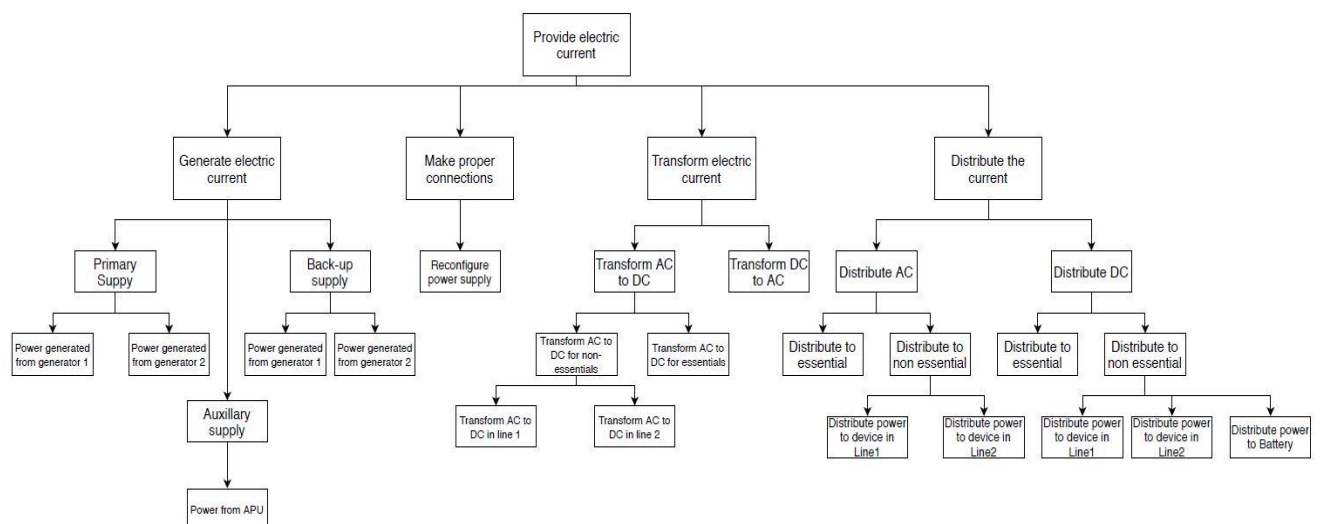 Provide electric
current
Generate electric
current
Make proper
connections
Transform electric
current
Distribute the
current
Primary
Suppy
Back-up
supply
Reconfigure
power supply
Transform AC
to DC
Transform DC
to AC
Distribute AC
Distribute DC
Power generated
from generator 1
Power generated
from generator 2
Power generated
from generator 1
Power generated
from generator 2
Transform AC to
DC for non-
essentials
Transform AC to
DC for essentials
Distribute to
essential
Distribute to
non essential
Distribute to
essential
Distribute to
non essential
Auxillary
supply
Transform AC to
DC in line 1
Transform AC to
DC in line 2
Distribute power
to device in
Line1
Distribute power
to device in
Line2
Distribute power
to device in
Line1
Distribute power
to device in
Line2
Distribute power
to Battery
Power from APU